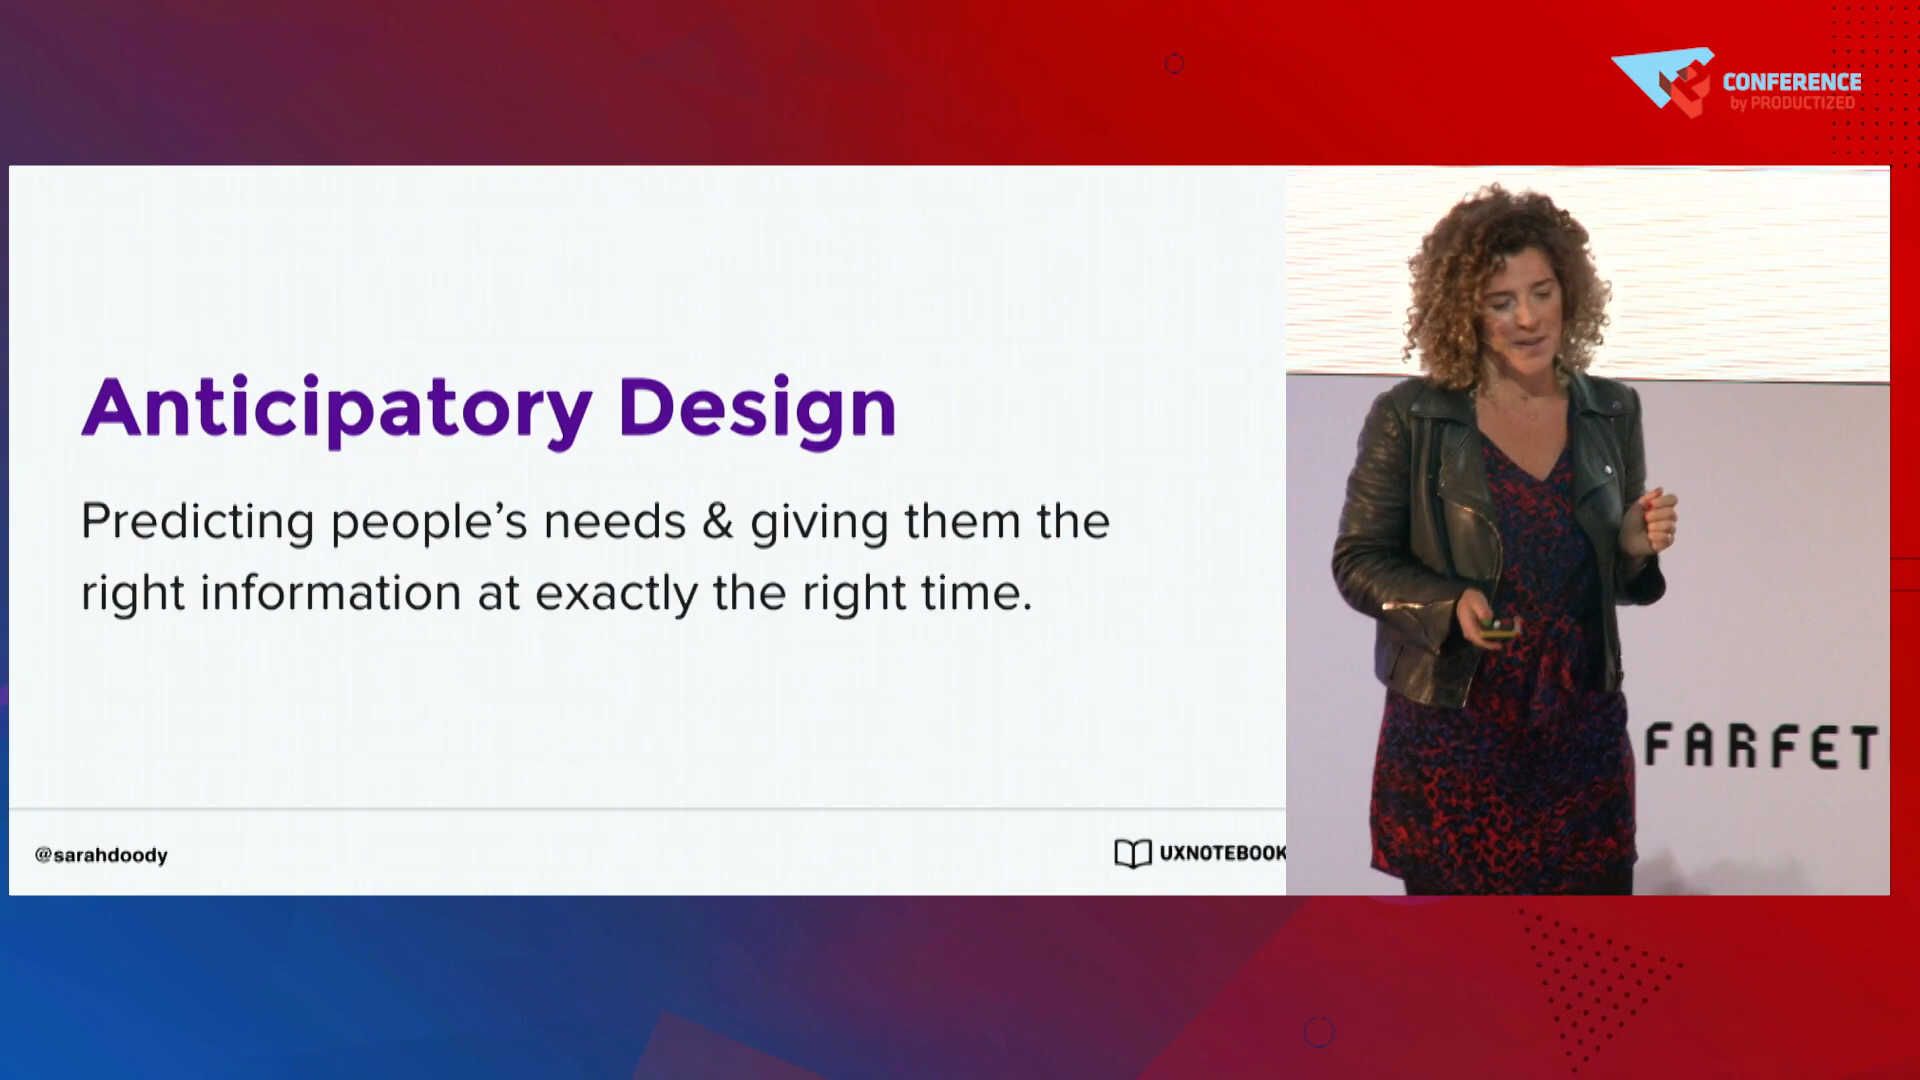 CONFERENCE
by PRODUCTIZED
Anticipatory Design
Predicting people’s needs & giving them the
right information at exactly the right time.
FARFET
@sarahdoody
UXNOTEBOOK